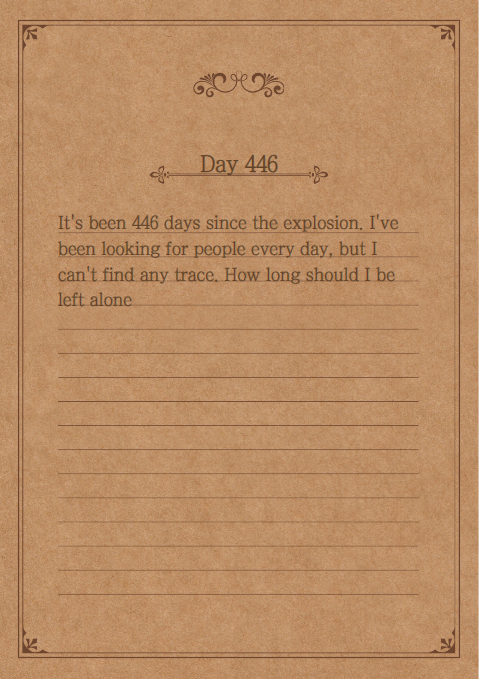 Day 446
It's been 446 days since the explosion. I've
been looking for people every day, but I
can't find any trace. How long should I be
left alone